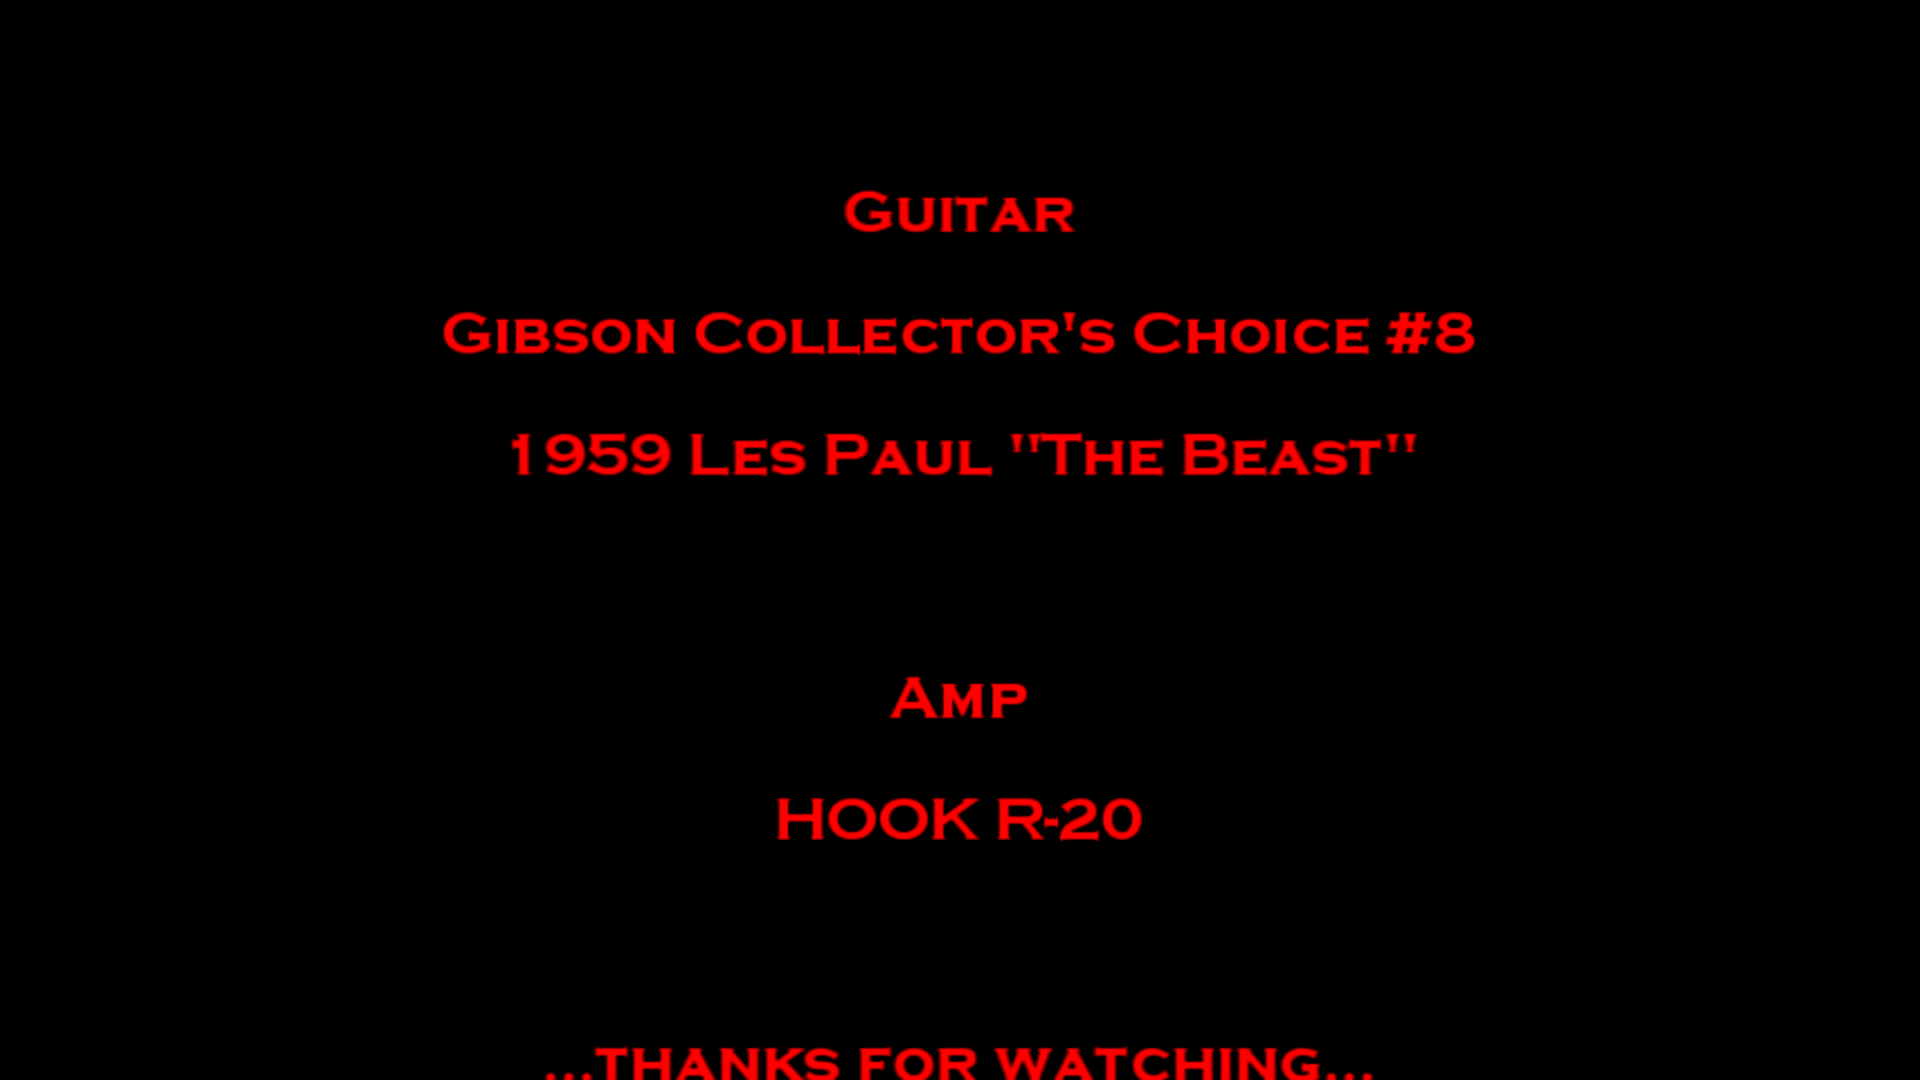 Guitar
Gibson Collector's Choice #8
1959 Les Paul "The Beast"
Amp
HOOK R-20
...thanks for watching...